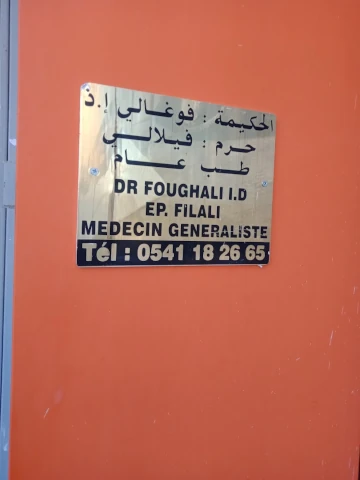 الحكيمة : فوغالي إ.ذ
حرم : فيلالي
طب عام
DR FOUGHALI I.D
EP. FILALI
MEDECIN GENERALISTE
Tél : 0541 18 26 65